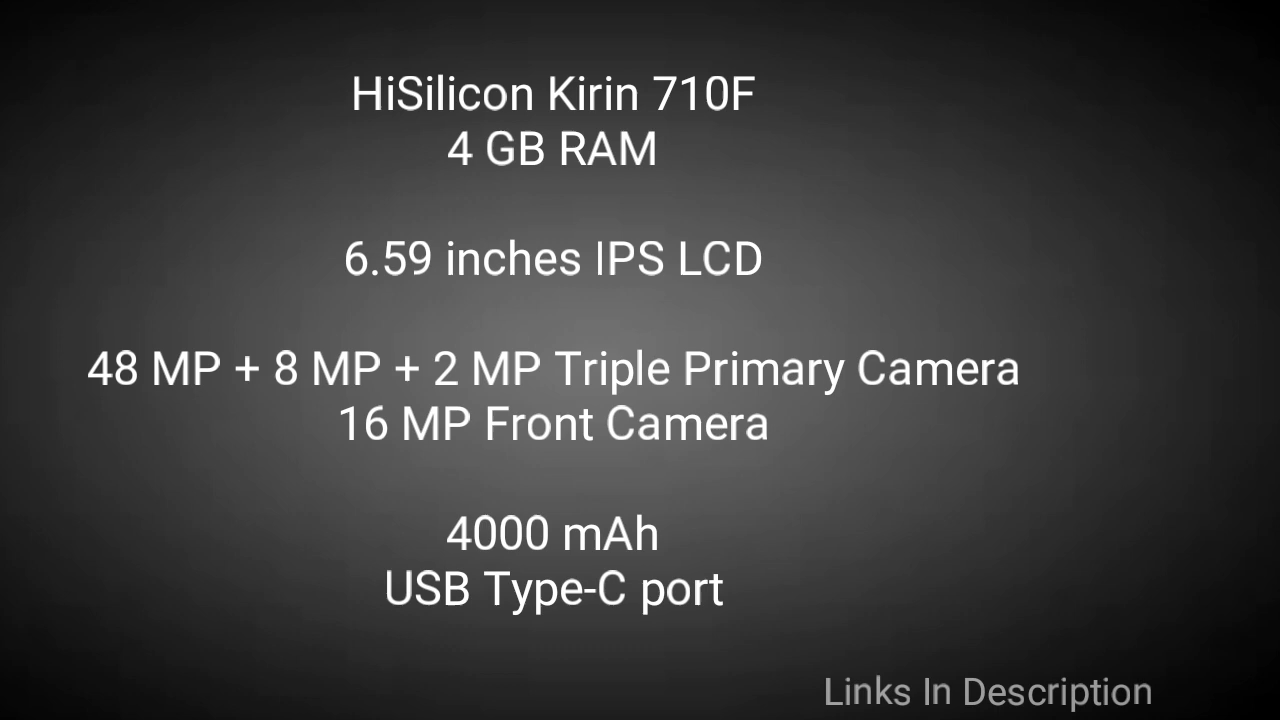 HiSilicon Kirin 710F
4 GB RAM
6.59 inches IPS LCD
48 MP + 8 MP + 2 MP Triple Primary Camera
16 MP Front Camera
4000 mAh
USB Type-C port
Links In Description